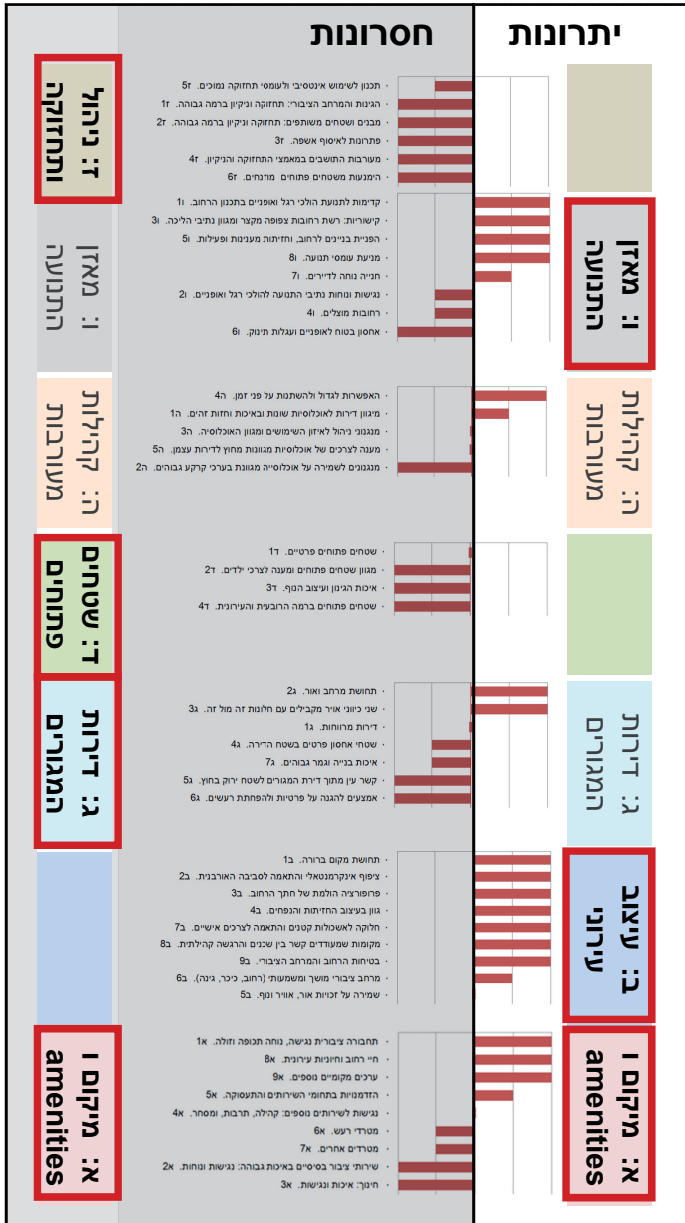 יתרונות
חסרונות
ז: ניהול
ותחזוקה
· תכנון לשימוש אינטסיבי ולעומסי תחזוקה נמוכים. ז5
· הגינות והמרחב הציבורי: תחזוקה וניקיון ברמה גבוהה. ז1
· מבנים ושטחים משותפים: תחזוקה וניקיון ברמה גבוהה. ז2
· פתרונות לאיסוף אשפה. ז3
· מעורבות התושבים במאמצי התחזוקה והניקיון. ז4
· הימנעות משטחים פתוחים מוזנחים. ז6
ו: מאזן
התנועה
ו: מאזן
התנועה
· קדימות לתנועת הולכי רגל ואופניים בתכנון הרחוב. ו1
· קישוריות: רשת רחובות צפופה מקצר ומגוון נתיבי הליכה. ו3
· הפניית בניינים לרחוב, וחזיתות מעניינות ופעילות. ו5
· מניעת עומסי תנועה. ו8
· חנייה נוחה לדיירים. ו7
· נגישות ונוחות נתיבי התנועה להולכי רגל ואופניים. ו2
· רחובות מוצלים. ו4
· אחסון בטוח לאופניים ועגלות תינוק. ו6
ה: קהילות
מעורבות
ה: קהילות
מעורבות
· האפשרות לגדול ולהשתנות על פני זמן. ה4
· מיגוון דירות לאוכלוסיות שונות ובאיכות וחזות זהים. ה1
· מנגנוני ניהול לאיזון השימושים ומגוון האוכלוסיה. ה3
· מענה לצרכים של אוכלוסיות מגוונות מחוץ לדירות עצמן. ה5
· מנגנונים לשמירה על אוכלוסייה מגוונת בערכי קרקע גבוהים. ה2
ד: שטחים
פתוחים
· שטחים פתוחים פרטיים. ד1
· מגוון שטחים פתוחים ומענה לצרכי ילדים. ד2
· איכות הגינון ועיצוב הנוף. ד3
· שטחים פתוחים ברמה הרובעית והעירונית. ד4
ג: דירות
המגורים
ג: דירות
המגורים
· תחושת מרחב ואור. ג2
· שני כיווני אויר מקבילים עם חלונות זה מול זה. ג3
· דירות מרווחות. ג1
· שטחי אחסון פרטים בשטח הדירה. ג4
· איכות בנייה וגמר גבוהים. ג7
· קשר עין מתוך דירת המגורים לשטח ירוק בחוץ. ג5
· אמצעים להגנה על פרטיות ולהפחתת רעשים. ג6
ב: עיצוב
עירוני
· תחושת מקום ברורה. ב1
· ציפוף אינקרמנטאלי והתאמה לסביבה האורבנית. ב2
· פרופורציה הולמת של חתך הרחוב. ב3
· גוון בעיצוב החזיתות והנפחים. ב4
· חלוקה לאשכולות קטנים והתאמה לצרכים אישיים. ב7
· מקומות שמעודדים קשר בין שכנים והרגשה קהילתית. ב8
· בטיחות הרחוב והמרחב הציבורי. ב9
· מרחב ציבורי מושך ומשמעותי (רחוב, כיכר, גינה). ב6
· שמירה על זכויות אור, אוויר ונוף. ב5
א: מיקום ו
amenities
א: מיקום ו
amenities
· תחבורה ציבורית נגישה, נוחה תכופה וזולה. א1
· חיי רחוב וחיוניות עירונית. א8
· ערכים מקומיים נוספים. א9
· הזדמנויות בתחומי השירותים והתעסוקה. א5
· נגישות לשירותים נוספים: קהילה, תרבות, ומסחר. א4
· מטרדי רעש. א6
· מטרדים אחרים. א7
· שירותי ציבור בסיסיים באיכות גבוהה: נגישות ונוחות. א2
· חינוך: איכות ונגישות. א3